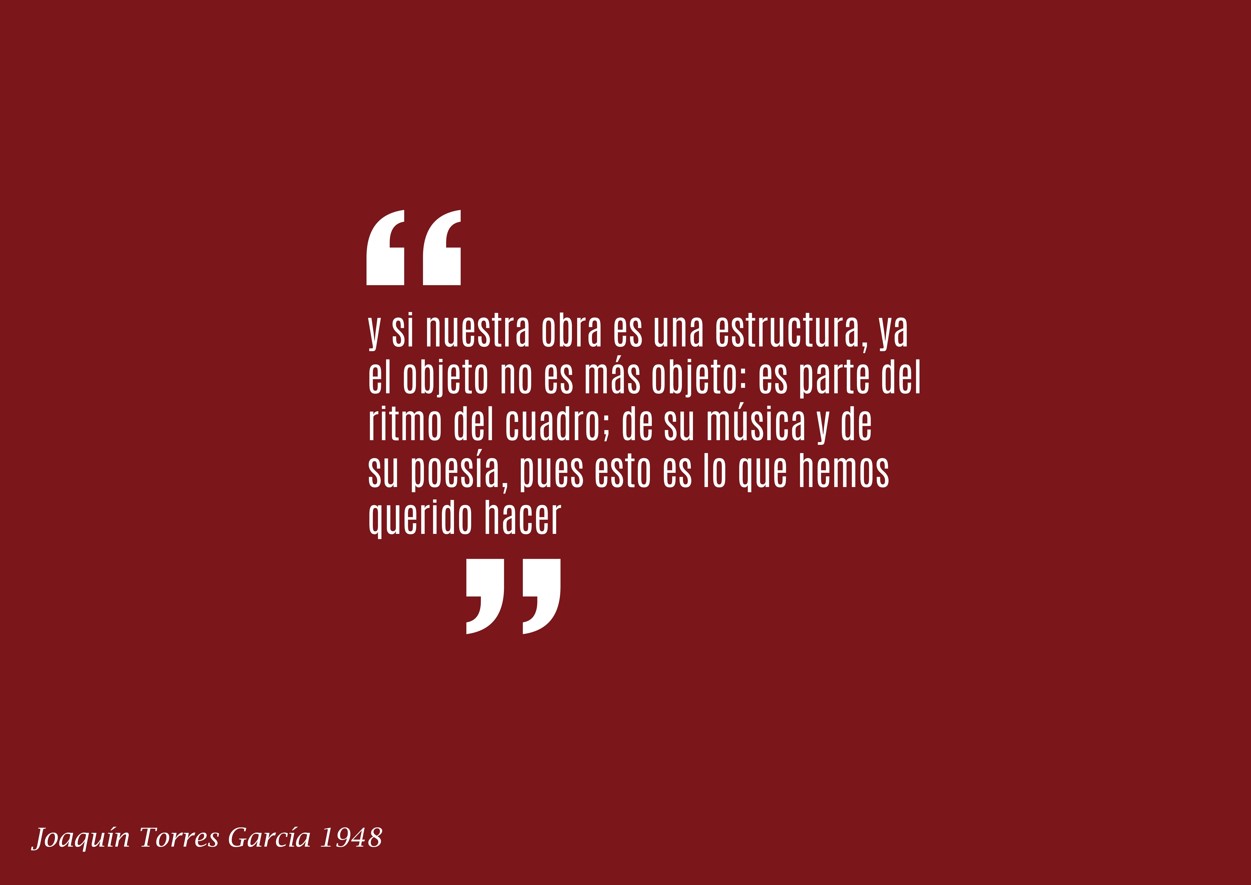 “
y si nuestra obra es una estructura, ya
el objeto no es más objeto: es parte del
ritmo del cuadro; de su música y de
su poesía, pues esto es lo que hemos
querido hacer
”
Joaquín Torres García 1948